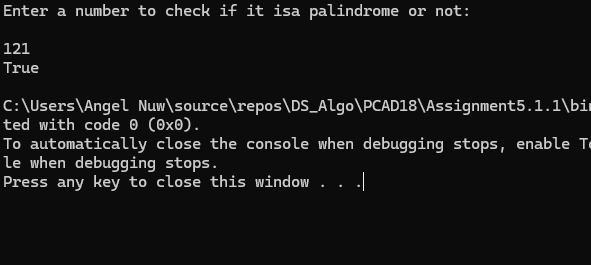 Enter a number to check if it isa palindrome or not:
121
True
C:\Users\Angel Nuw\source\repos\DS_Algo\PCAD18\Assignment5.1.1\bin
ted with code 0 (0x0).
To automatically close the console when debugging stops, enable To
le when debugging stops.
Press any key to close this window . . .